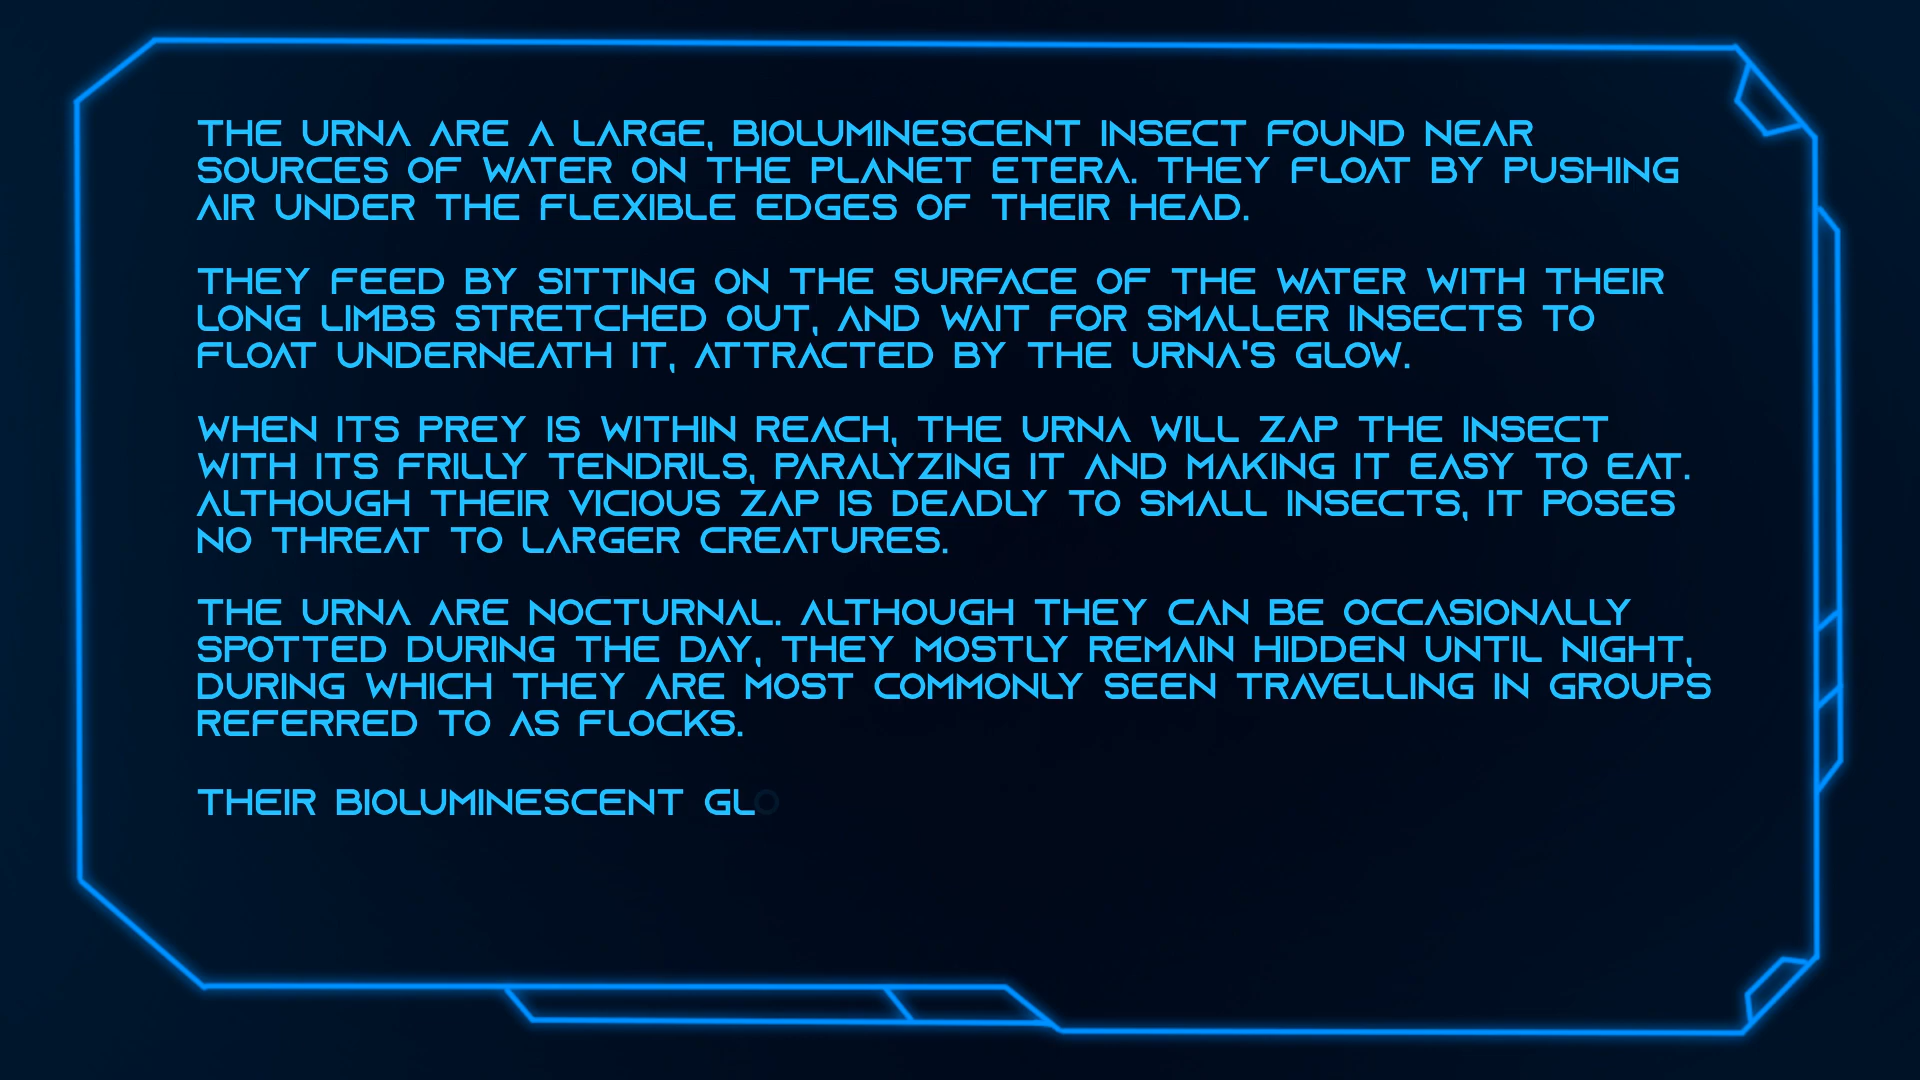 THE URNA ARE A LARGE, BIOLUMINESCENT INSECT FOUND NEAR
SOURCES OF WATER ON THE PLANET ETERA. THEY FLOAT BY PUSHING
AIR UNDER THE FLEXIBLE EDGES OF THEIR HEAD.
THEY FEED BY SITTING ON THE SURFACE OF THE WATER WITH THEIR
LONG LIMBS STRETCHED OUT, AND WAIT FOR SMALLER INSECTS TO
FLOAT UNDERNEATH IT, ATTRACTED BY THE URNA'S GLOW.
WHEN ITS PREY IS WITHIN REACH, THE URNA WILL ZAP THE INSECT
WITH ITS FRILLY TENDRILS, PARALYZING IT AND MAKING IT EASY TO EAT.
ALTHOUGH THEIR VICIOUS ZAP IS DEADLY TO SMALL INSECTS, IT POSES
NO THREAT TO LARGER CREATURES.
THE URNA ARE NOCTURNAL. ALTHOUGH THEY CAN BE OCCASIONALLY
SPOTTED DURING THE DAY, THEY MOSTLY REMAIN HIDDEN UNTIL NIGHT,
DURING WHICH THEY ARE MOST COMMONLY SEEN TRAVELLING IN GROUPS
REFERRED TO AS FLOCKS.
THEIR BIOLUMINESCENT GLO